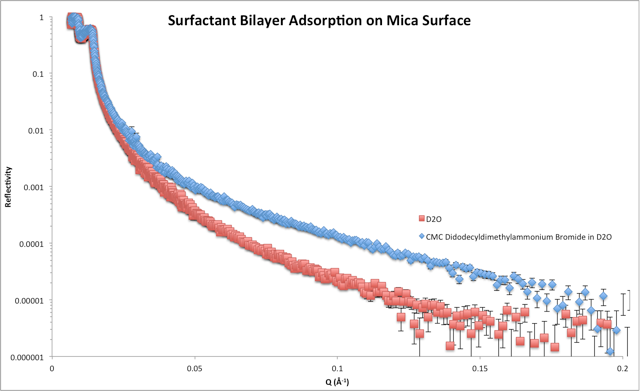 Surfactant Bilayer Adsorption on Mica Surface
1
0.1
0.01
0.001
0.0001
0.00001
0.000001
Reflectivity
D2O
CMC Didodecyldimethylammonium Bromide in D2O
0
0.05
0.1
0.15
0.2
Q (Å⁻¹)